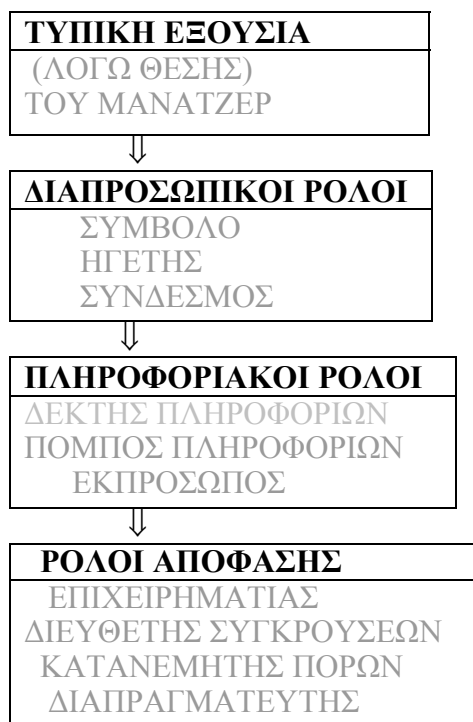 ΤΥΠΙΚΗ ΕΞΟΥΣΙΑ
(ΛΟΓΩ ΘΕΣΗΣ)
ΤΟΥ ΜΑΝΑΤΖΕΡ
⇓
ΔΙΑΠΡΟΣΩΠΙΚΟΙ ΡΟΛΟΙ
ΣΥΜΒΟΛΟ
ΗΓΕΤΗΣ
ΣΥΝΔΕΣΜΟΣ
⇓
ΠΛΗΡΟΦΟΡΙΑΚΟΙ ΡΟΛΟΙ
ΔΕΚΤΗΣ ΠΛΗΡΟΦΟΡΙΩΝ
ΠΟΜΠΟΣ ΠΛΗΡΟΦΟΡΙΩΝ
ΕΚΠΡΟΣΩΠΟΣ
⇓
ΡΟΛΟΙ ΑΠΟΦΑΣΗΣ
ΕΠΙΧΕΙΡΗΜΑΤΙΑΣ
ΔΙΕΥΘΕΤΗΣ ΣΥΓΚΡΟΥΣΕΩΝ
ΚΑΤΑΝΕΜΗΤΗΣ ΠΟΡΩΝ
ΔΙΑΠΡΑΓΜΑΤΕΥΤΗΣ